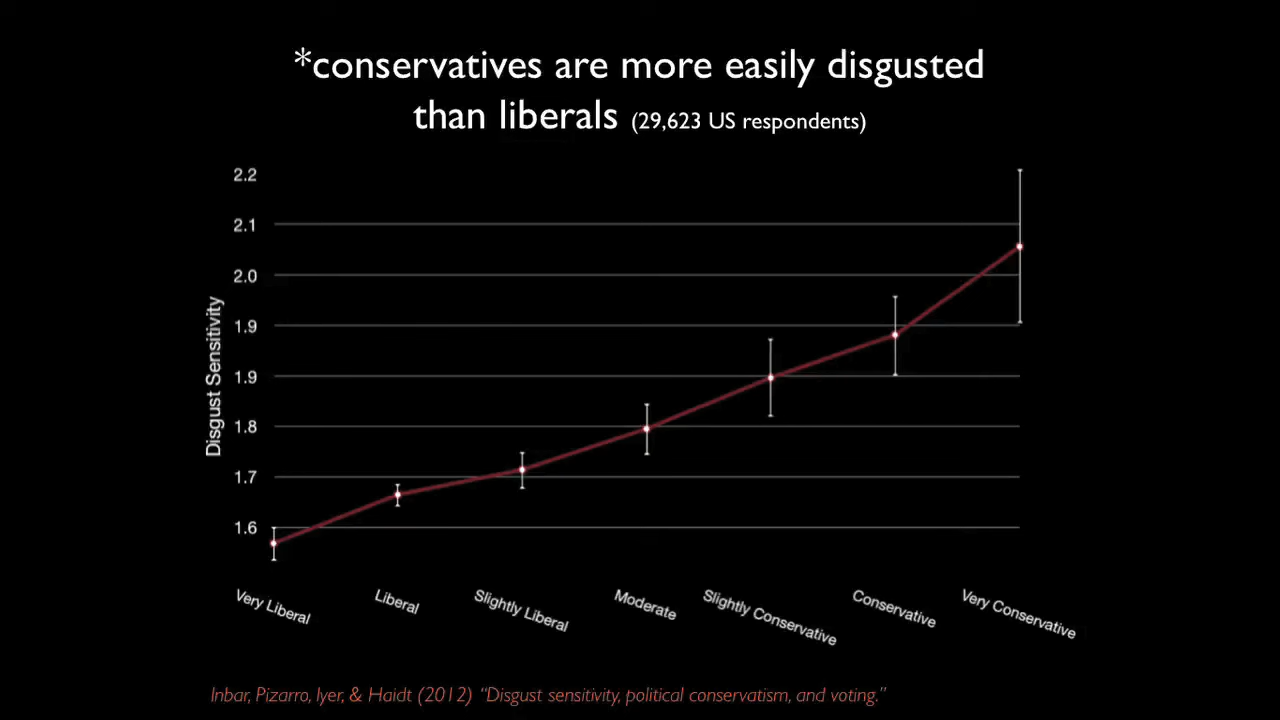 *conservatives are more easily disgusted
than liberals (29,623 US respondents)
2.2
2.1
2.0
1.9
1.9
1.8
1.7
1.6
Disgust Sensitivity
Very Liberal
Liberal
Slightly Liberal
Moderate
Slightly Conservative
Conservative
Very Conservative
Inbar, Pizarro, Iyer, & Haidt (2012) “Disgust sensitivity, political conservatism, and voting.”